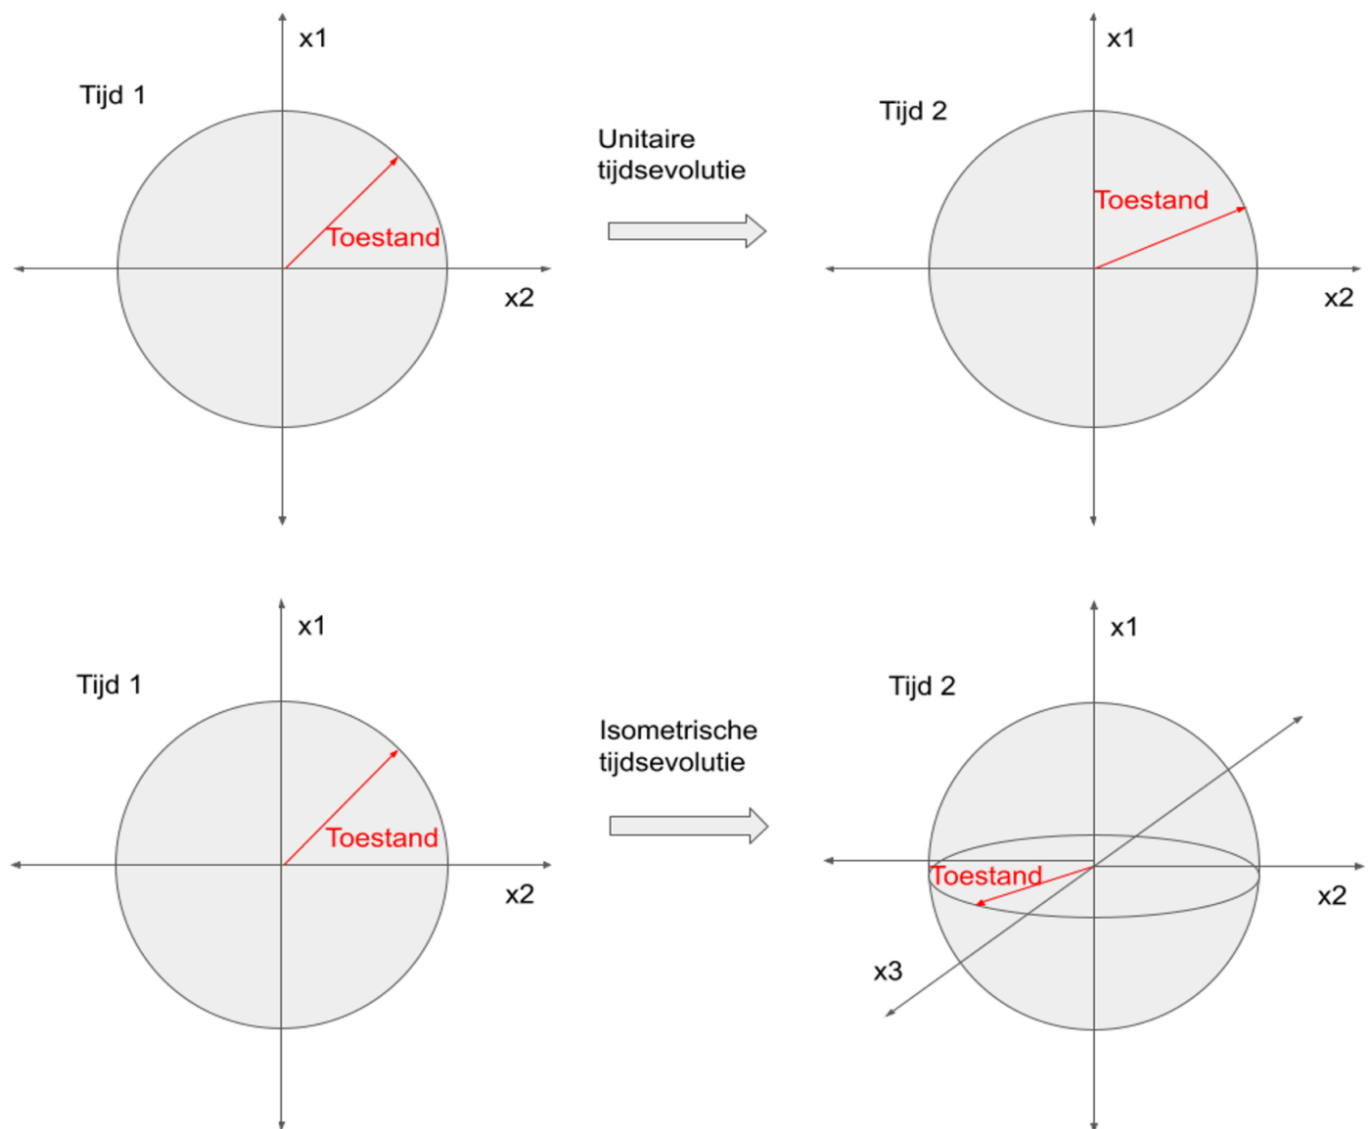 x1
Tijd 1
Toestand
x2
Unitaire
tijdsevolutie
x1
Tijd 2
Toestand
x2
x1
Tijd 1
Toestand
x2
Isometrische
tijdsevolutie
x1
Tijd 2
Toestand
x2
x3